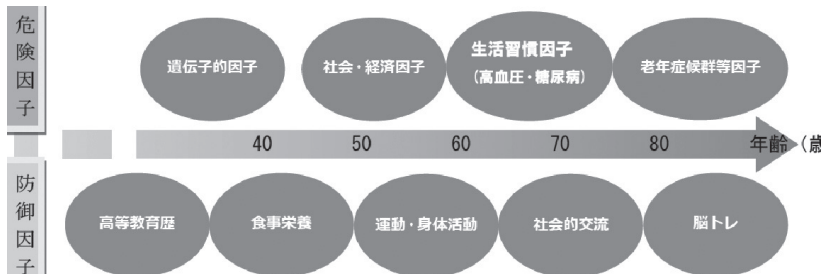 危険因子
遺伝子的因子
社会・経済因子
生活習慣因子
(高血圧・糖尿病)
老年症候群等因子
40 50 60 70 80 年齢(歳
防御因子
高等教育歴
食事栄養
運動・身体活動
社会的交流
脳トレ